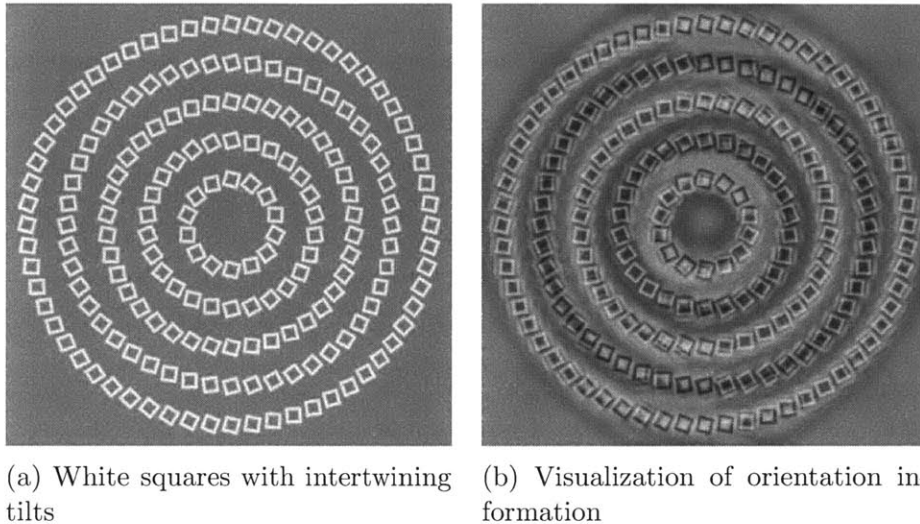 (a) White squares with intertwining
tilts
(b) Visualization of orientation in
formation